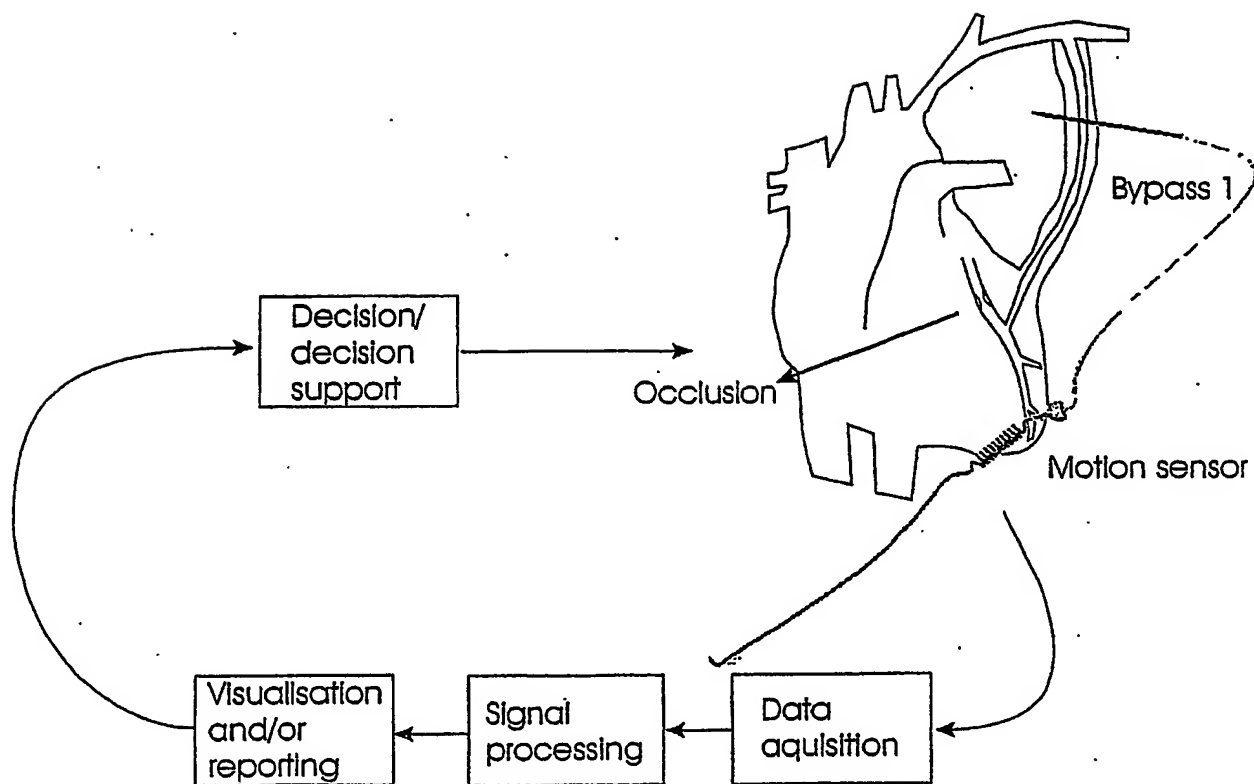 Bypass 1
Decision/
decision
support
Occlusion
Motion sensor
Visualisation
and/or
reporting
Signal
processing
Data
aquisition